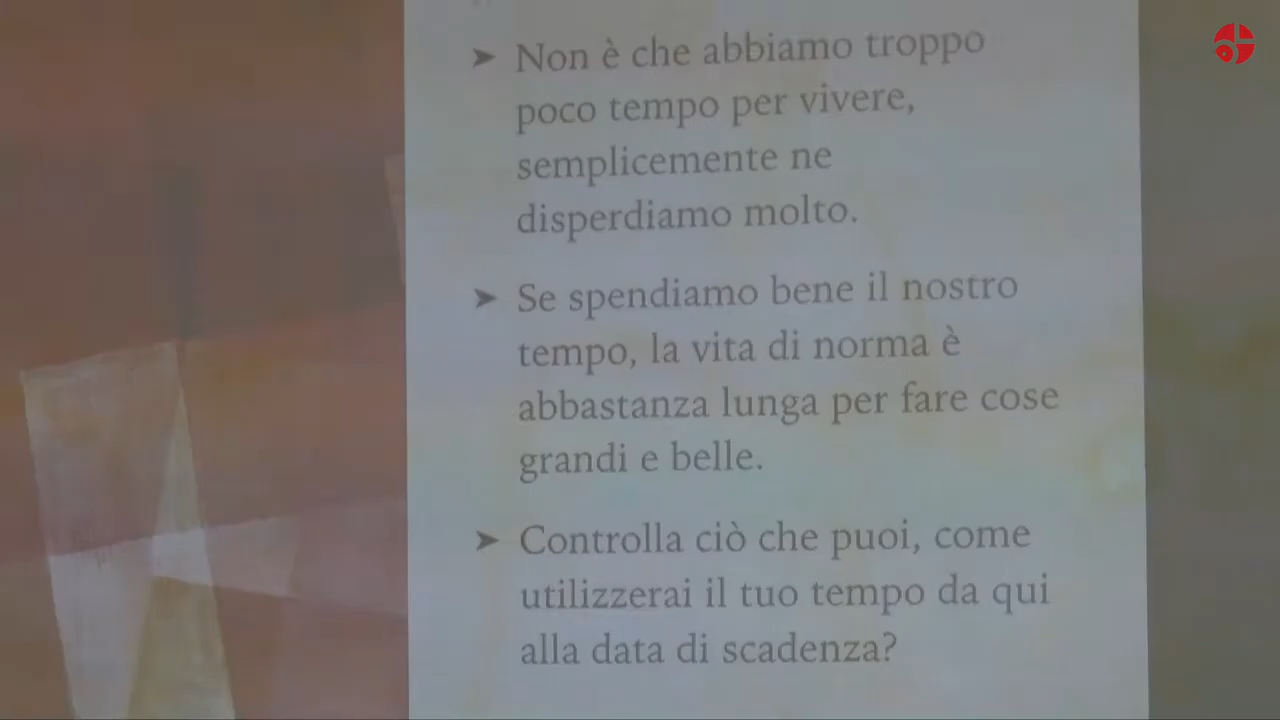 ➤ Non è che abbiamo troppo
poco tempo per vivere,
semplicemente ne
disperdiamo molto.
➤ Se spendiamo bene il nostro
tempo, la vita di norma è
abbastanza lunga per fare cose
grandi e belle.
➤ Controlla ciò che puoi, come
utilizzerai il tuo tempo da qui
alla data di scadenza?